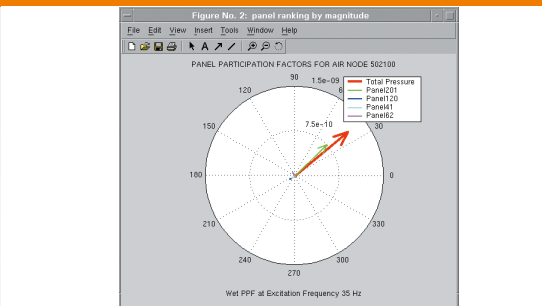 Figure No. 2: panel ranking by magnitude
File Edit View Insert Tools Window Help
PANEL PARTICIPATION FACTORS FOR AIR NODE 502100
90
1.5e-09
120
6
Total Pressure
Panel201
Panel120
Panel41
Panel62
7.5e-10
150
30
180
0
210
330
240
300
270
Wet PPF at Excitation Frequency 35 Hz